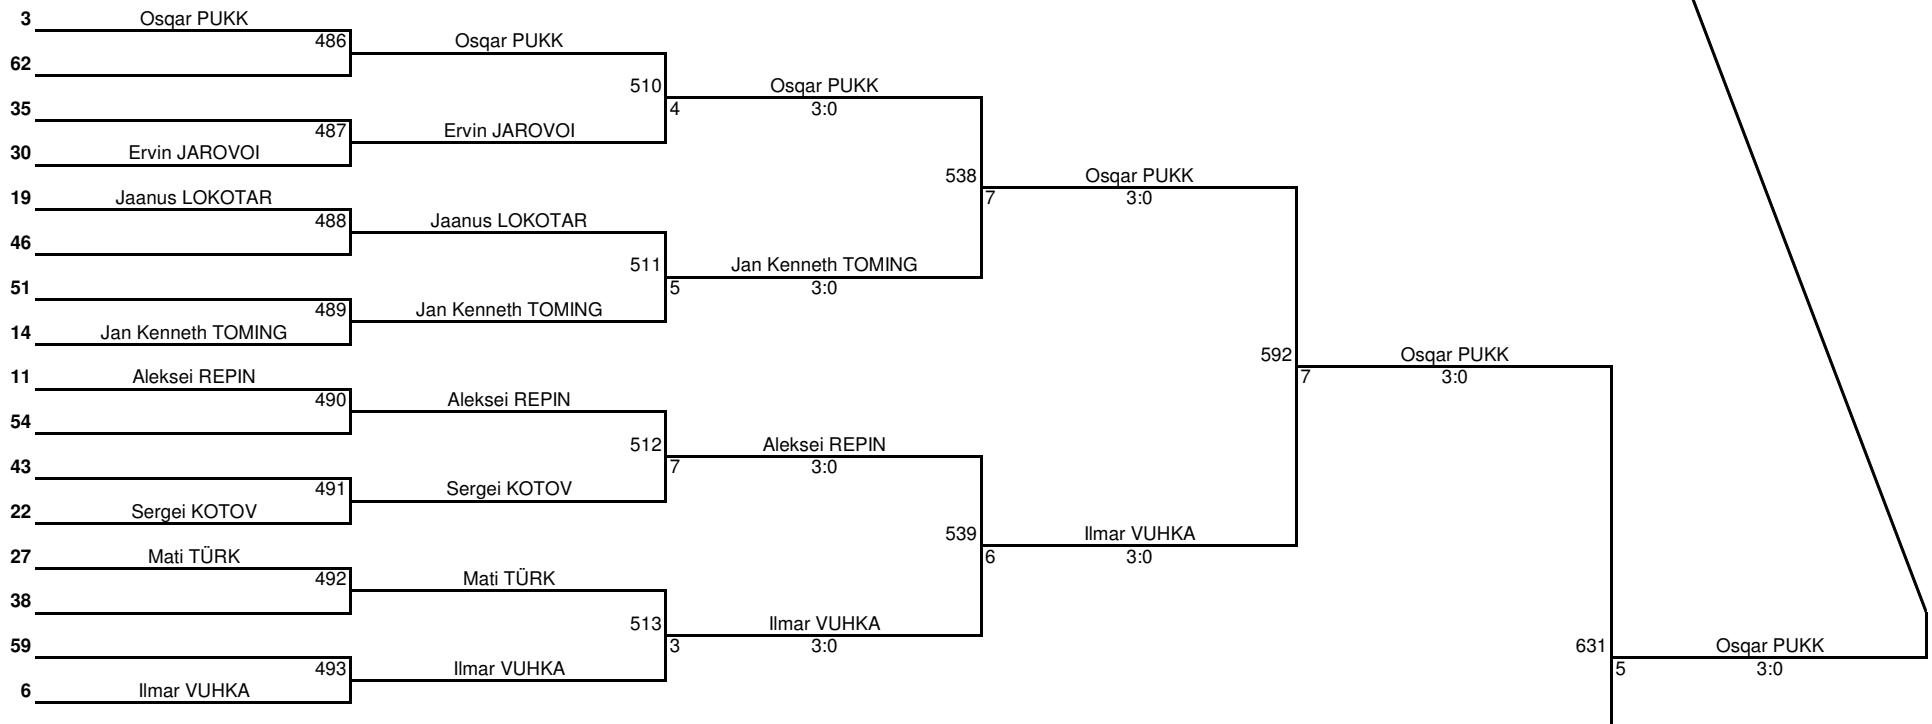 3 Osqar PUKK
486 Osqar PUKK
62
510 Osqar PUKK
35
4 3:0
487 Ervin JAROVOI
30 Ervin JAROVOI
538 Osqar PUKK
19 Jaanus LOKOTAR
7 3:0
488 Jaanus LOKOTAR
46
511 Jan Kenneth TOMING
51
5 3:0
489 Jan Kenneth TOMING
14 Jan Kenneth TOMING
592 Osqar PUKK
11 Aleksei REPIN
7 3:0
490 Aleksei REPIN
54
512 Aleksei REPIN
43
7 3:0
491 Sergei KOTOV
22 Sergei KOTOV
539 Ilmar VUHKA
27 Mati TÜRK
6 3:0
492 Mati TÜRK
38
513 Ilmar VUHKA
59
3 3:0
631 Osqar PUKK
493 Ilmar VUHKA
5 3:0
6 Ilmar VUHKA